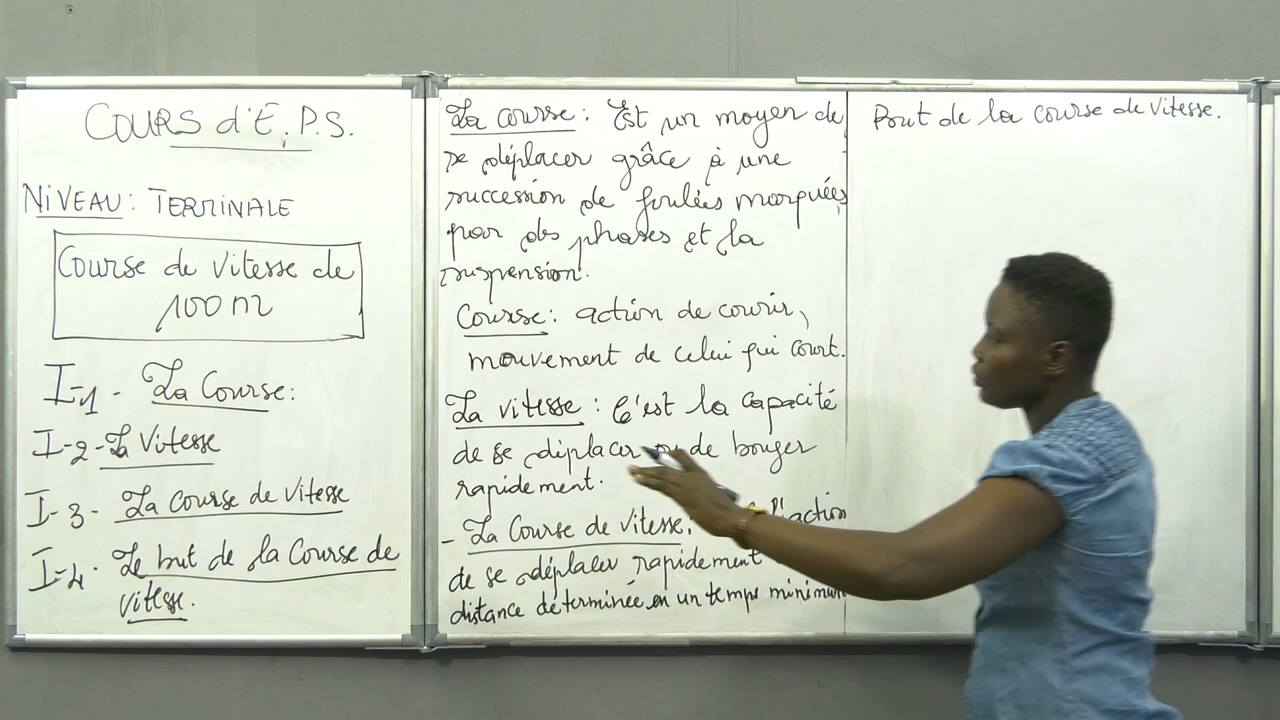 COURS d'E.P.S.
NIVEAU: TERMINALE
Course de Vitesse de
100 m
I-1- La Course:
I-2-La Vitesse
I-3- La Course de Vitesse
I-4. Le but de la Course de
vitesse.
La course: Est un moyen de
se déplacer grâce à une
succession de foulées marquées
par des phases et la
suspension.
Course: action de courir,
mouvement de celui qui court.
La vitesse: C'est la capacité
de se déplacer ou de bouger
rapidement.
- La Course de Vitesse: l'action
de se déplacer rapidement
distance déterminée en un temps minimum
But de la course de Vitesse.